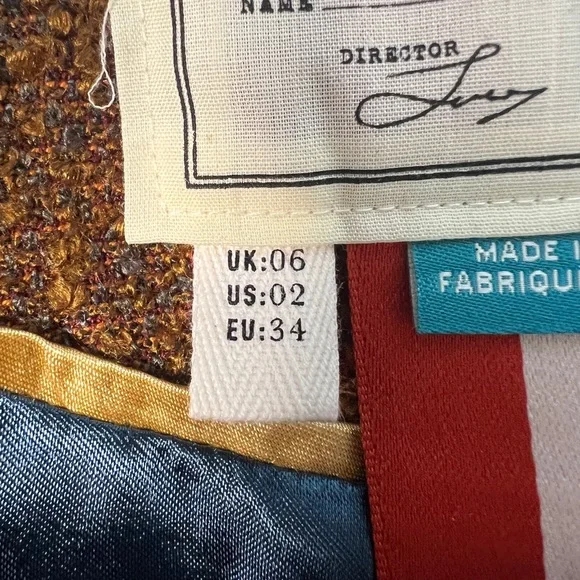 NAME
DIRECTOR
UK:06
US:02
EU:34
MADE I
FABRIQU